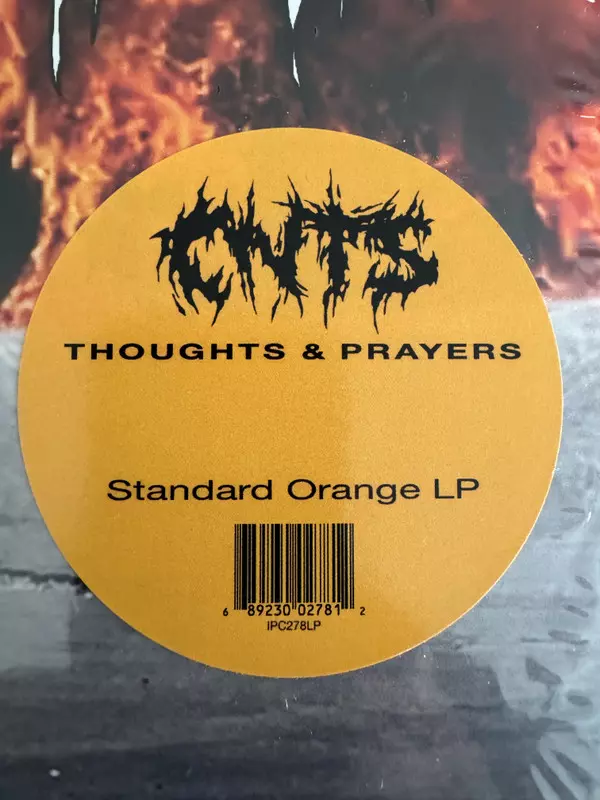 CNTS
THOUGHTS & PRAYERS
Standard Orange LP
6 89230 02781 2
IPC278LP